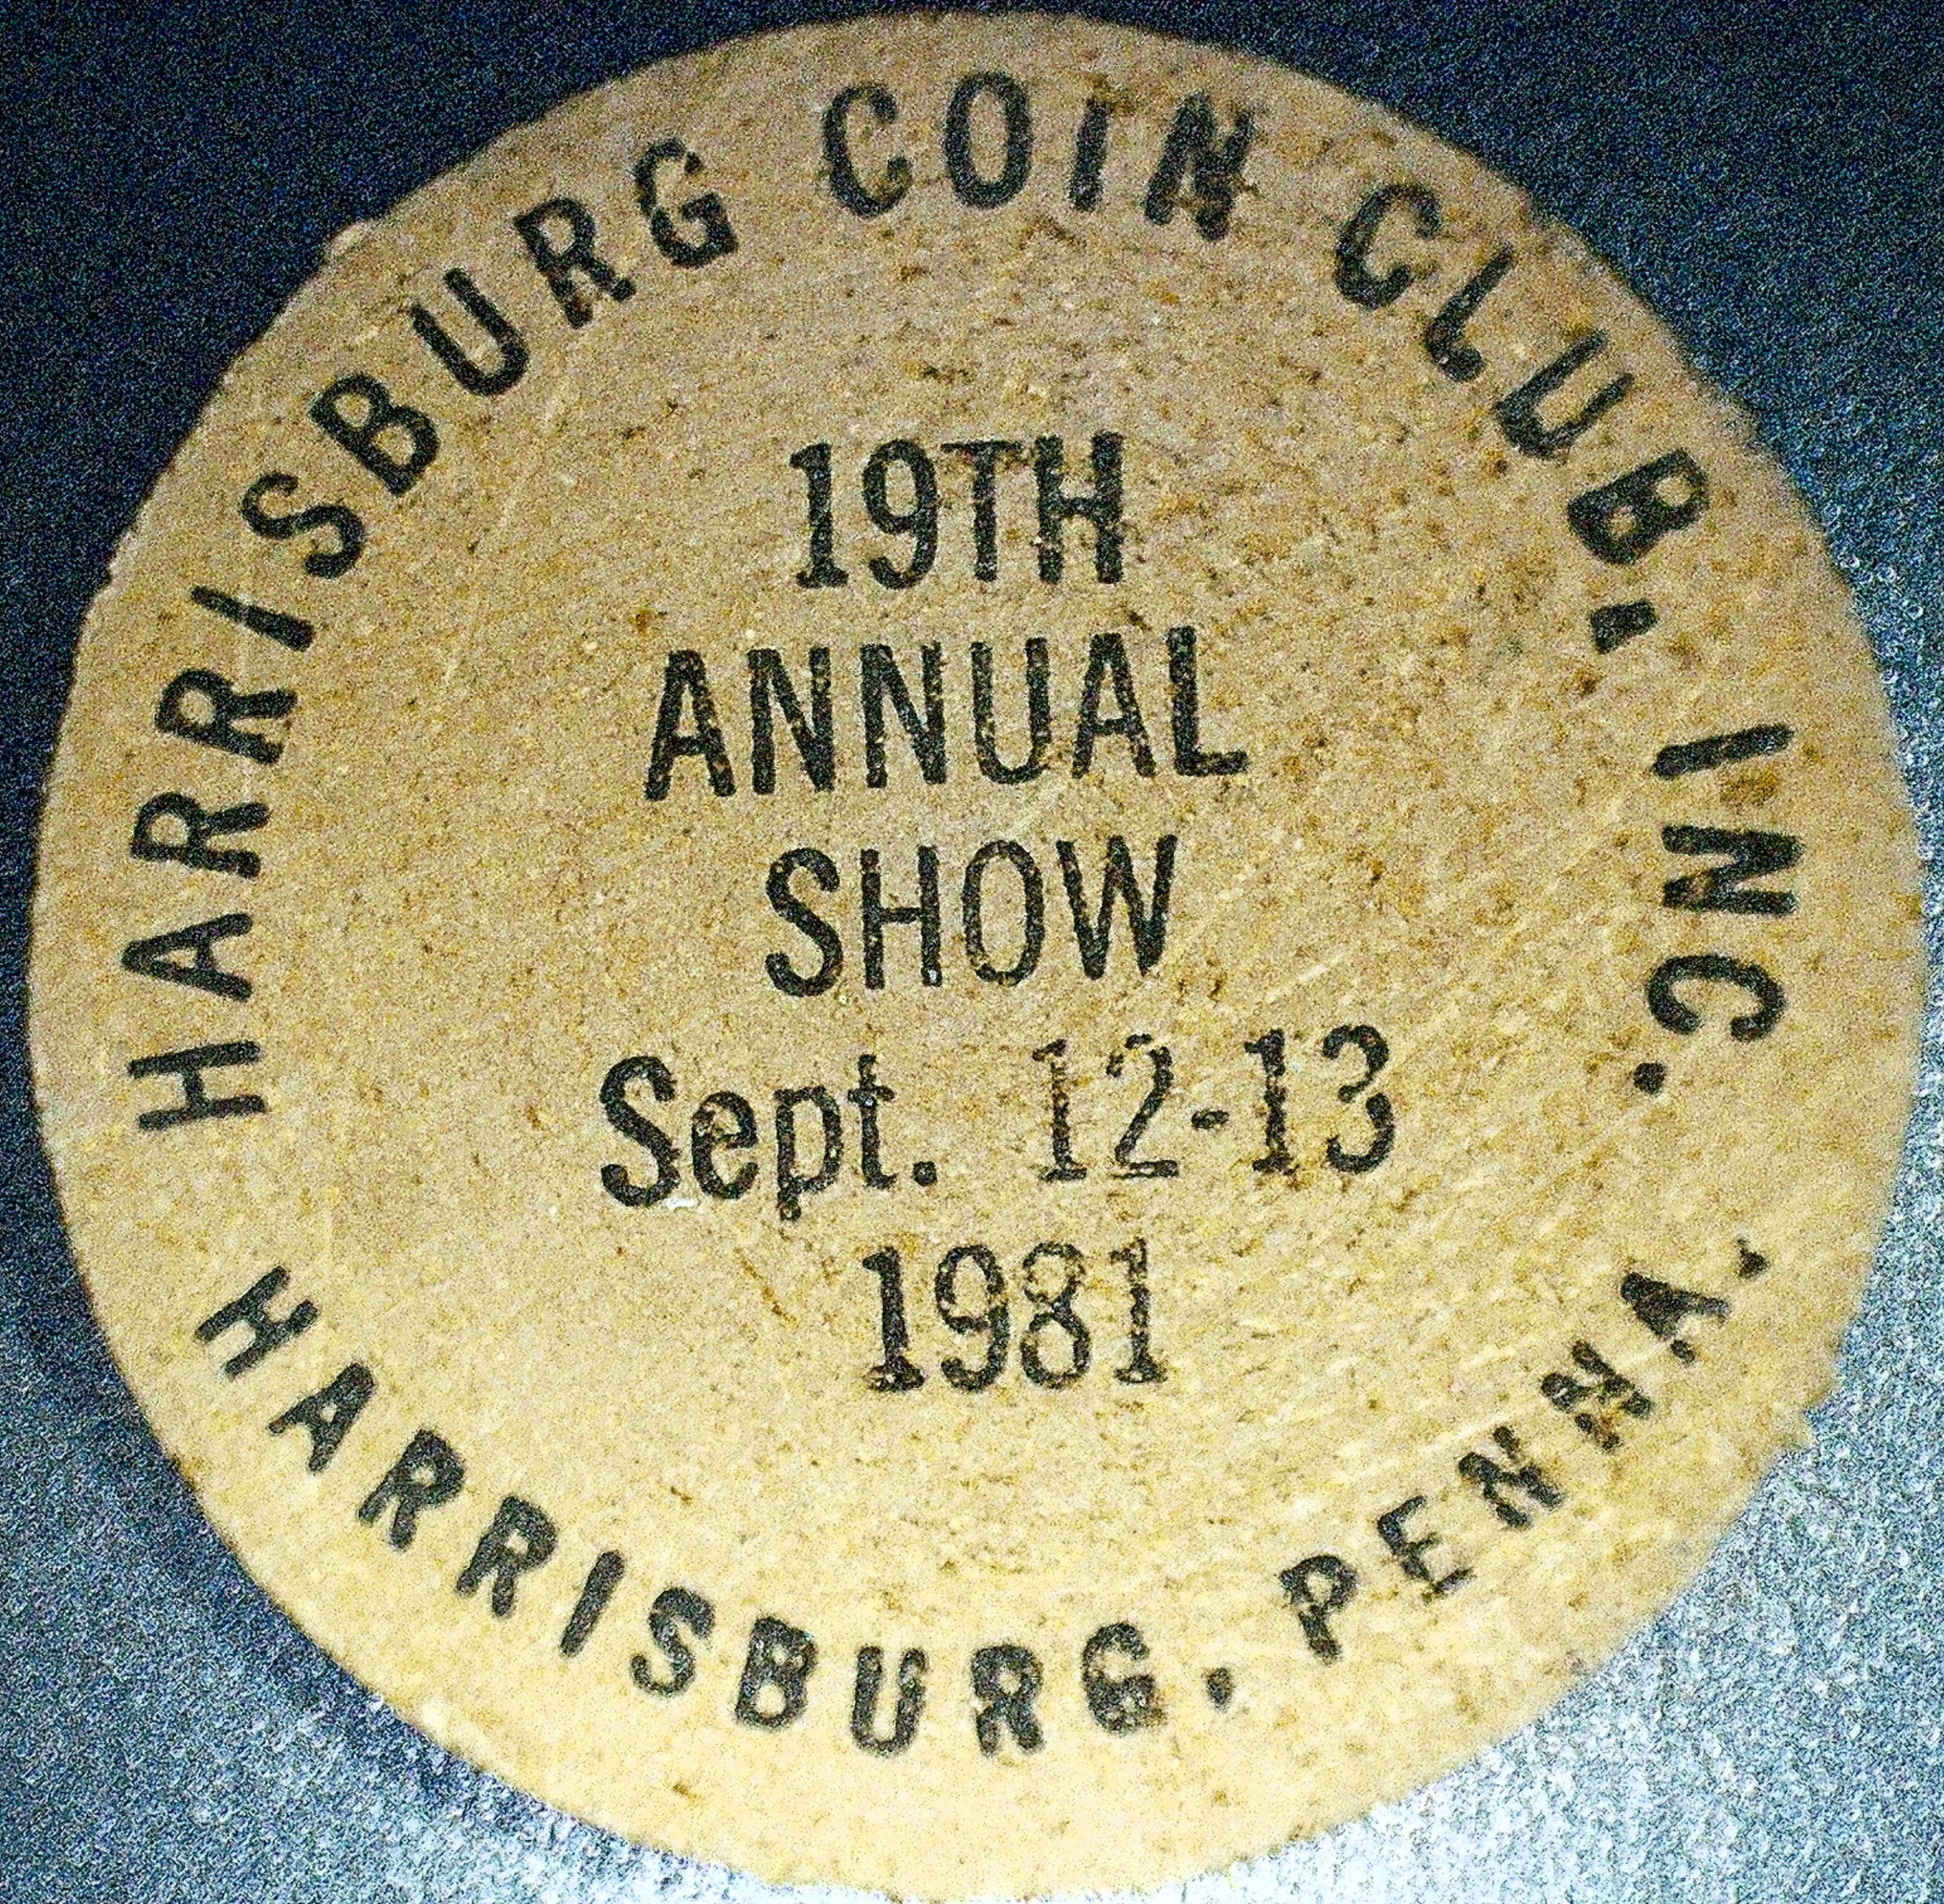 HARRISBURG COIN CLUB, INC.
19TH
ANNUAL
SHOW
Sept. 12-13
1981
HARRISBURG, PENNA.